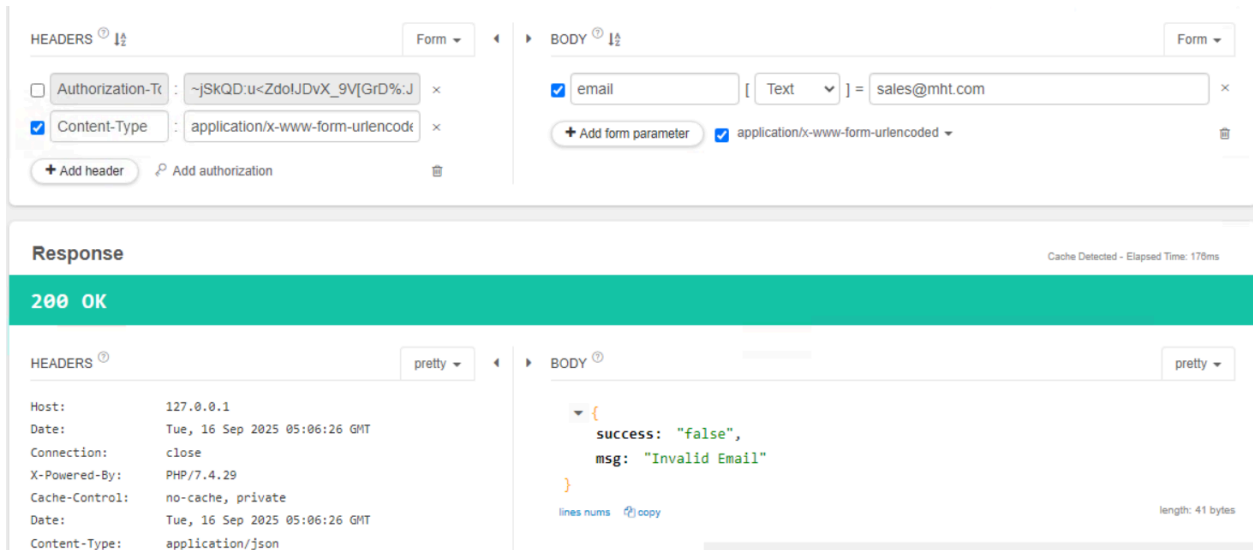 HEADERS
Form
BODY
Form
Authorization-To : ~jSkQD:u<Zdo!JDvX_9V[GrD%:J ×
email [ Text ] = sales@mht.com ×
Content-Type : application/x-www-form-urlencode ×
+ Add form parameter application/x-www-form-urlencoded
+ Add header Add authorization
Response
Cache Detected - Elapsed Time: 176ms
200 OK
HEADERS
pretty
BODY
pretty
Host: 127.0.0.1
Date: Tue, 16 Sep 2025 05:06:26 GMT
Connection: close
X-Powered-By: PHP/7.4.29
Cache-Control: no-cache, private
Date: Tue, 16 Sep 2025 05:06:26 GMT
Content-Type: application/json
{
success: "false",
msg: "Invalid Email"
}
lines nums copy
length: 41 bytes